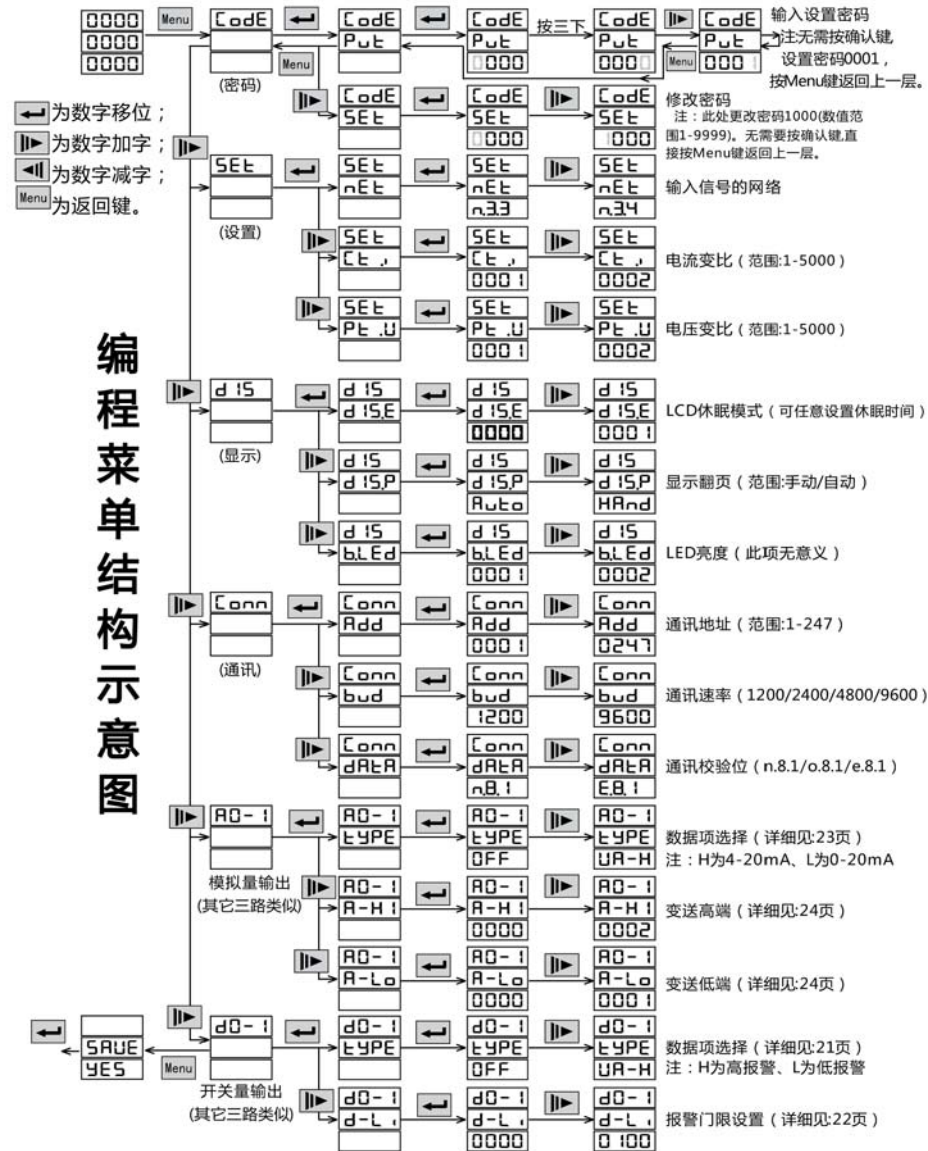 0000
0000
0000
Menu
CodE
(密码)
Menu
CodE
Put
CodE
Put
0000
按三下
CodE
Put
0000
CodE
Put
0001
Menu
输入设置密码
注:无需按确认键,
设置密码0001，
按Menu键返回上一层。
CodE
SEt
CodE
SEt
0000
CodE
SEt
1000
修改密码
注：此处更改密码1000(数值范
围1-9999)。无需要按确认键,直
接按Menu键返回上一层。
为数字移位；
为数字加字；
为数字减字；
Menu为返回键。
编程菜单结构示意图
SEt
(设置)
SEt
nEt
SEt
nEt
n.3.3
SEt
nEt
n.3.4
输入信号的网络
SEt
Ct.i
SEt
Ct.i
0001
SEt
Ct.i
0002
电流变比（范围:1-5000）
SEt
Pt.U
SEt
Pt.U
0001
SEt
Pt.U
0002
电压变比（范围:1-5000）
dIS
(显示)
dIS
dIS.E
dIS
dIS.E
0000
dIS
dIS.E
0001
LCD休眠模式（可任意设置休眠时间）
dIS
dIS.P
dIS
dIS.P
Auto
dIS
dIS.P
HAnd
显示翻页（范围:手动/自动）
dIS
b.LEd
dIS
b.LEd
0001
dIS
b.LEd
0002
LED亮度（此项无意义）
Conn
(通讯)
Conn
Add
Conn
Add
0001
Conn
Add
0247
通讯地址（范围:1-247）
Conn
bud
Conn
bud
1200
Conn
bud
9600
通讯速率（1200/2400/4800/9600）
Conn
dAtA
Conn
dAtA
n.8.1
Conn
dAtA
E.8.1
通讯校验位（n.8.1/o.8.1/e.8.1）
AO-1
模拟量输出
(其它三路类似)
AO-1
tYPE
AO-1
tYPE
OFF
AO-1
tYPE
UA-H
数据项选择（详细见:23页）
注：H为4-20mA、L为0-20mA
AO-1
A-HI
AO-1
A-HI
0000
AO-1
A-HI
0002
变送高端（详细见:24页）
AO-1
A-Lo
AO-1
A-Lo
0000
AO-1
A-Lo
0001
变送低端（详细见:24页）
SAVE
YES
Menu
dO-1
开关量输出
(其它三路类似)
dO-1
tYPE
dO-1
tYPE
OFF
dO-1
tYPE
UA-H
数据项选择（详细见:21页）
注：H为高报警、L为低报警
dO-1
d-Li
dO-1
d-Li
0000
dO-1
d-Li
0100
报警门限设置（详细见:22页）